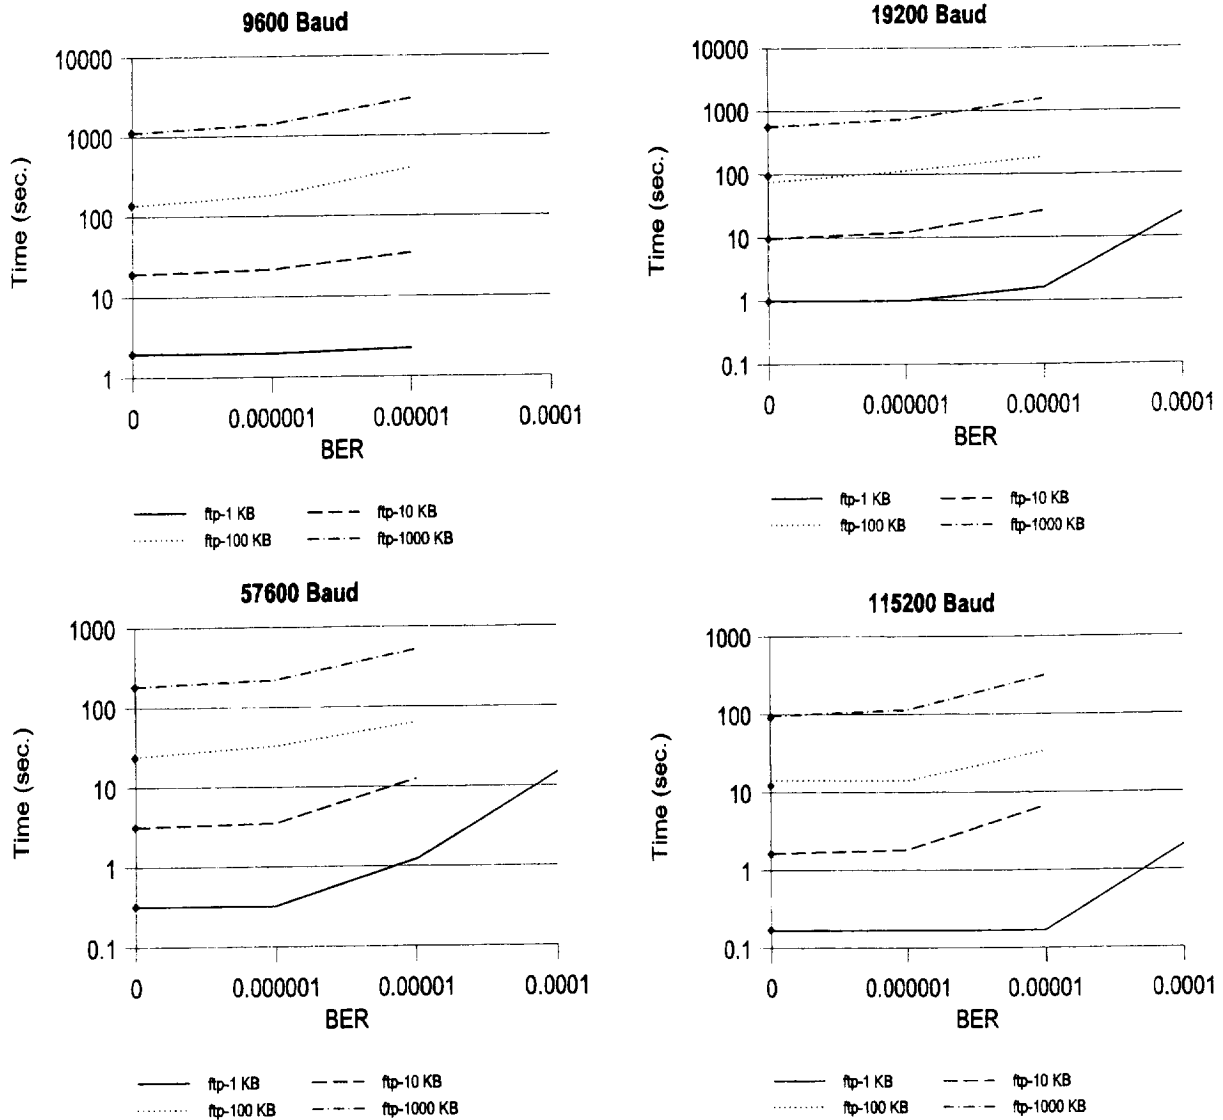 9600 Baud
10000
1000
100
10
1
Time (sec.)
0 0.000001 0.00001 0.0001
BER
ftp-1 KB ftp-10 KB
ftp-100 KB ftp-1000 KB
19200 Baud
10000
1000
100
10
1
0.1
Time (sec.)
0 0.000001 0.00001 0.0001
BER
ftp-1 KB ftp-10 KB
ftp-100 KB ftp-1000 KB
57600 Baud
1000
100
10
1
0.1
Time (sec.)
0 0.000001 0.00001 0.0001
BER
ftp-1 KB ftp-10 KB
ftp-100 KB ftp-1000 KB
115200 Baud
1000
100
10
1
0.1
Time (sec.)
0 0.000001 0.00001 0.0001
BER
ftp-1 KB ftp-10 KB
ftp-100 KB ftp-1000 KB